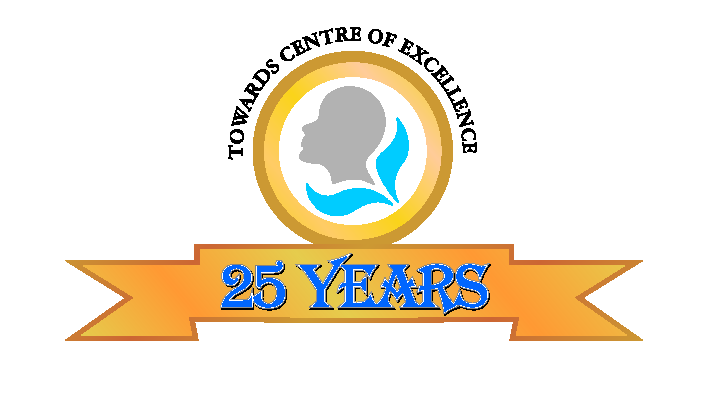 TOWARDS CENTRE OF EXCELLENCE
25 YEARS